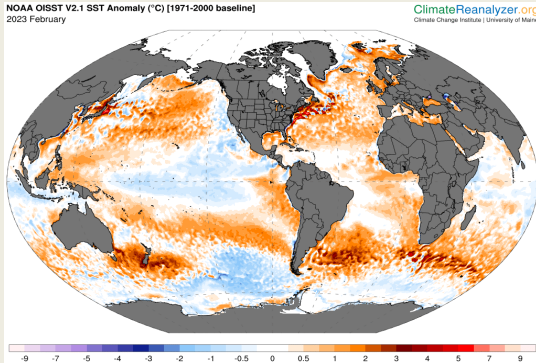 NOAA OISST V2.1 SST Anomaly (°C) [1971-2000 baseline]
2023 February
ClimateReanalyzer.org
Climate Change Institute | University of Maine
-9 -7 -5 -4 -3 -2 -1 -0.5 0 0.5 1 2 3 4 5 7 9